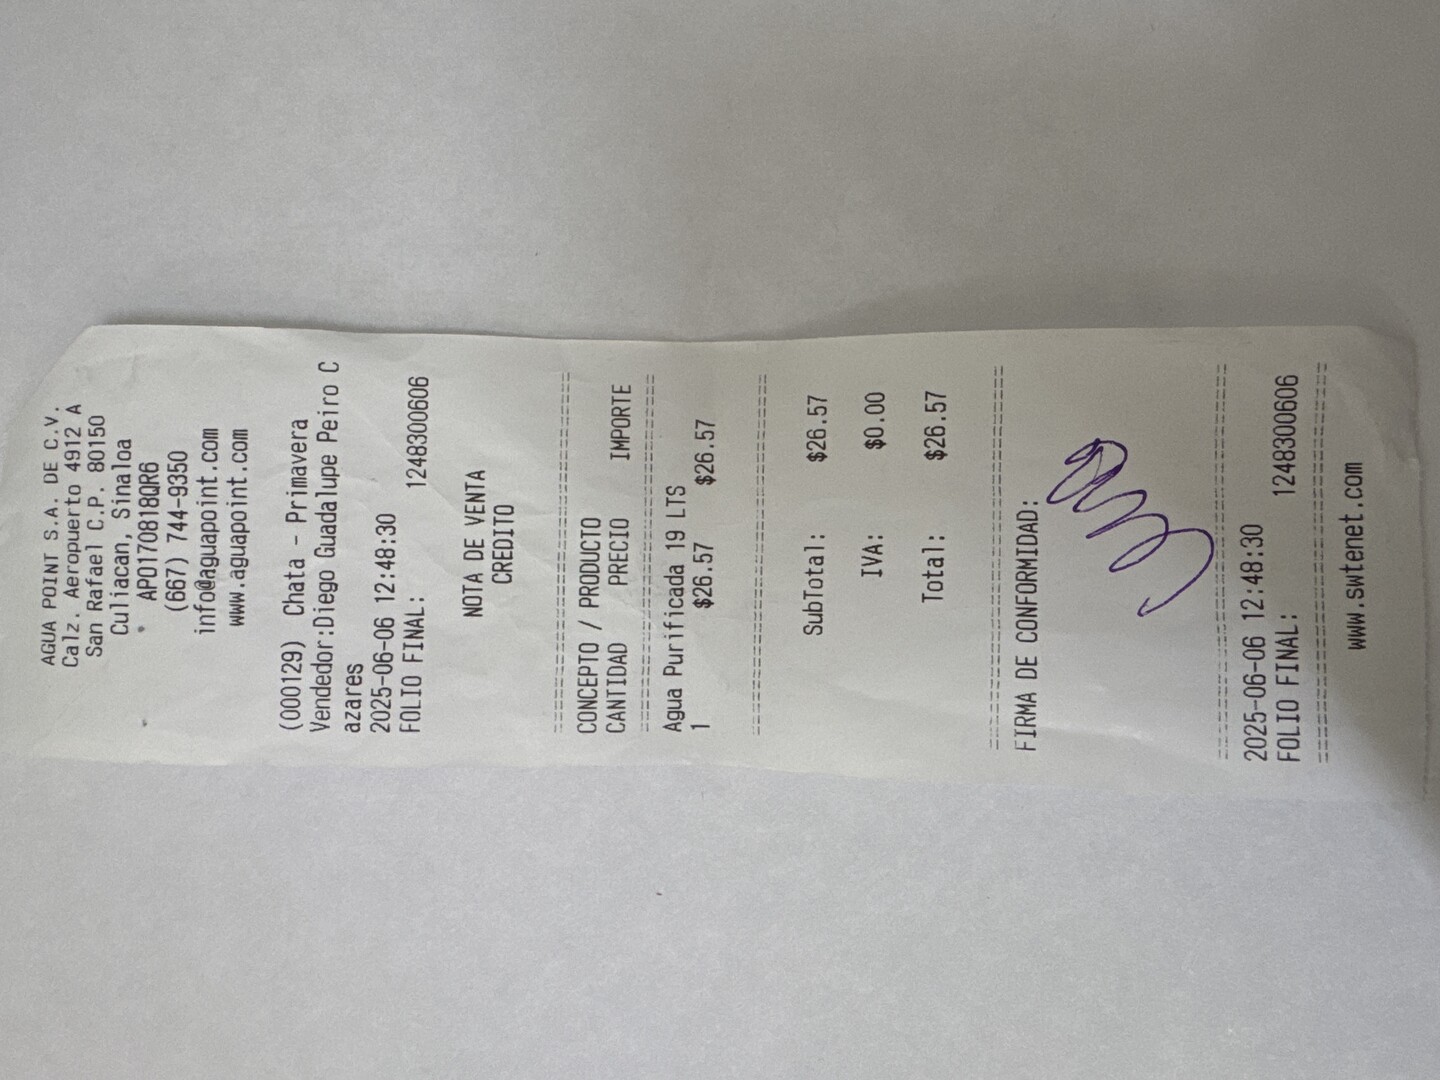 AGUA POINT S.A. DE C.V.
Calz. Aeropuerto 4912 A
San Rafael C.P. 80150
Culiacan, Sinaloa
APO170818QR6
(667) 744-9350
info@aguapoint.com
www.aguapoint.com
(000129) Chata - Primavera
Vendedor:Diego Guadalupe Peiro C
azares
2025-06-06 12:48:30
FOLIO FINAL: 1248300606
NOTA DE VENTA
CREDITO
================================
CONCEPTO / PRODUCTO
CANTIDAD PRECIO IMPORTE
================================
Agua Purificada 19 LTS
1 $26.57 $26.57
================================
SubTotal: $26.57
IVA: $0.00
Total: $26.57
================================
FIRMA DE CONFORMIDAD:
================================
2025-06-06 12:48:30
FOLIO FINAL: 1248300606
================================
www.swtenet.com